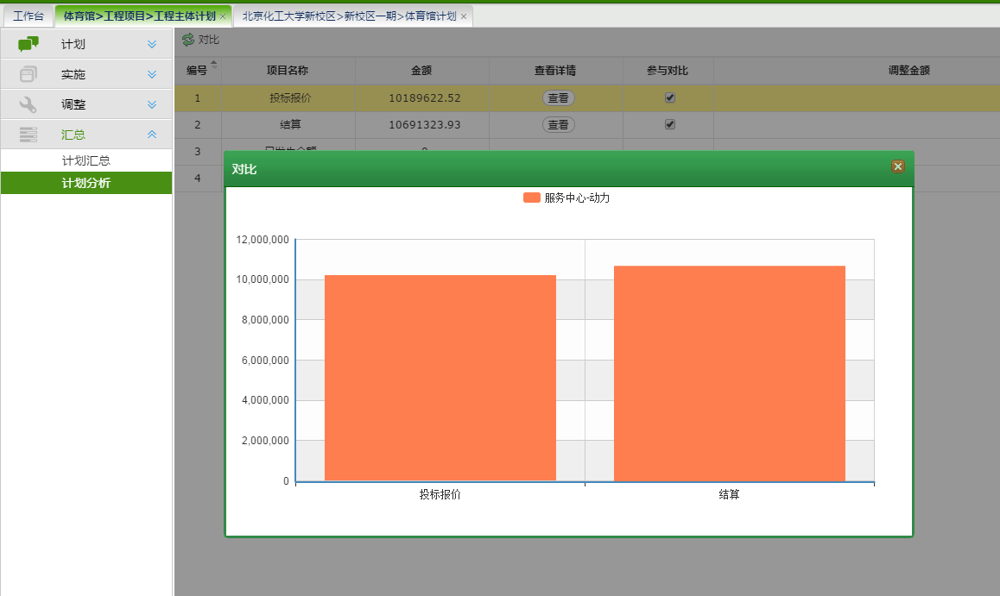 工作台 体育馆>工程项目>工程主体计划 × 北京化工大学新校区>新校区一期>体育馆计划 ×
计划
实施
调整
汇总
计划汇总
计划分析
对比
编号 项目名称 金额 查看详情 参与对比 调整金额
1 投标报价 10189622.52 查看
2 结算 10691323.93 查看
3
4
对比
服务中心-动力
12,000,000
10,000,000
8,000,000
6,000,000
4,000,000
2,000,000
0
投标报价 结算